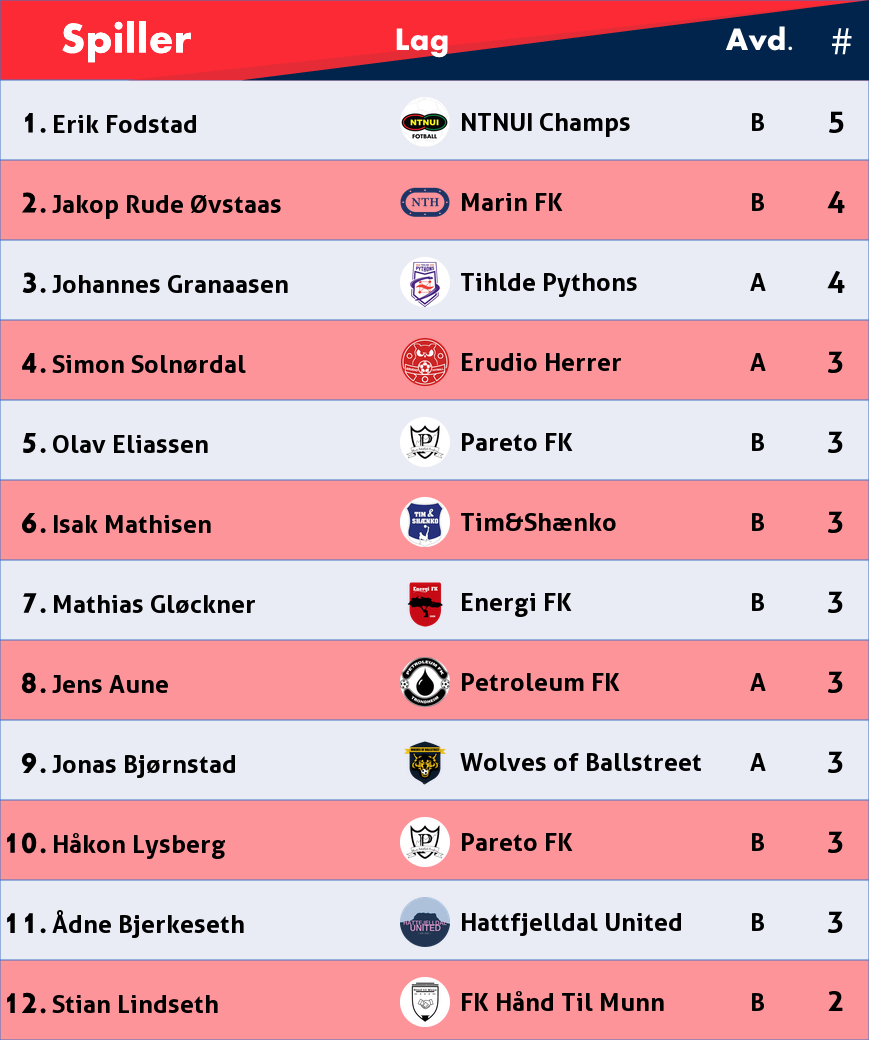 Spiller Lag Avd. #
1. Erik Fodstad NTNUI FOTBALL NTNUI Champs B 5
2. Jakop Rude Øvstaas NTH Marin FK B 4
3. Johannes Granaasen PYTHONS Tihlde Pythons A 4
4. Simon Solnørdal Erudio Herrer A 3
5. Olav Eliassen P Pareto FK B 3
6. Isak Mathisen TIM & SHÆNKO Tim&Shænko B 3
7. Mathias Gløckner Energi FK Energi FK B 3
8. Jens Aune PETROLEUM FK TRONDHEIM Petroleum FK A 3
9. Jonas Bjørnstad WOLVES OF BALLSTREET Wolves of Ballstreet A 3
10. Håkon Lysberg P Pareto FK B 3
11. Ådne Bjerkeseth HATTFJELLDAL UNITED Hattfjelldal United B 3
12. Stian Lindseth FK Hånd Til Munn B 2